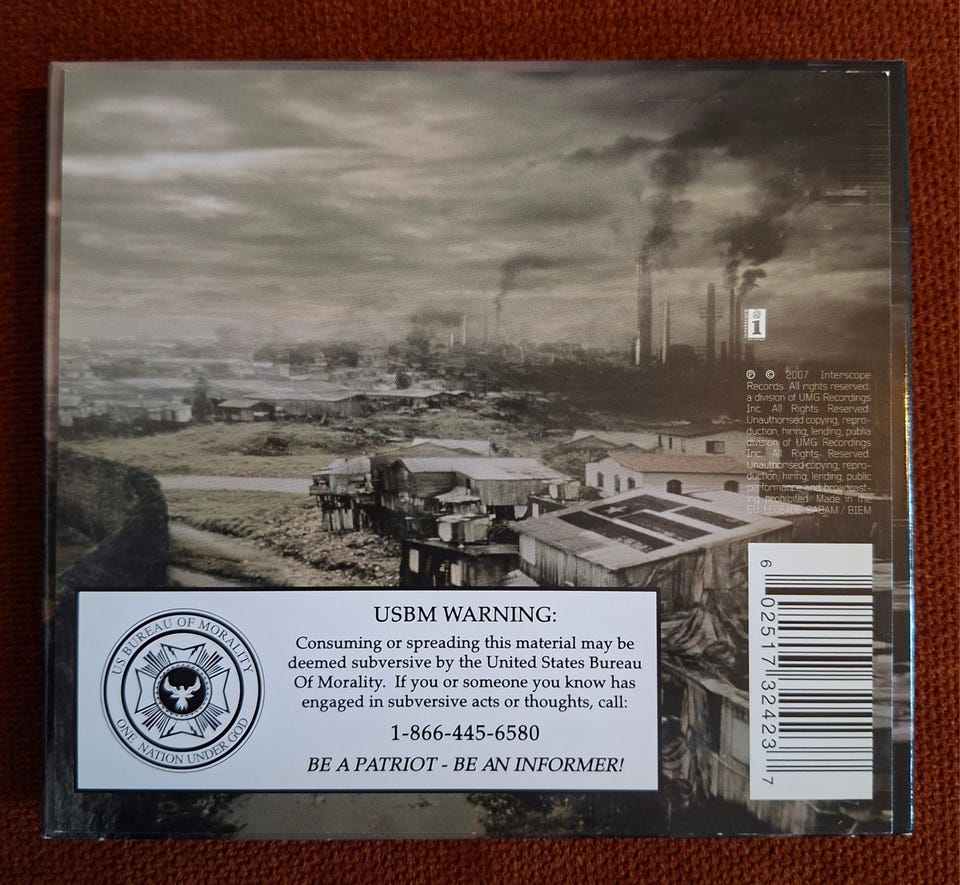 i
℗ © 2007 Interscope
Records. All rights reserved.
a division of UMG Recordings
Inc. All Rights Reserved.
Unauthorised copying, repro-
duction, hiring, lending, publia
division of UMG Recordings
Inc. All Rights Reserved.
Unauthorised copying, repro-
duction, hiring, lending, public
performance and broadcast-
ing prohibited. Made in the
EU. LC06406 SABAM / BIEM
6 02517 32423 7
US BUREAU OF MORALITY
ONE NATION UNDER GOD
USBM WARNING:
Consuming or spreading this material may be
deemed subversive by the United States Bureau
Of Morality. If you or someone you know has
engaged in subversive acts or thoughts, call:
1-866-445-6580
BE A PATRIOT - BE AN INFORMER!